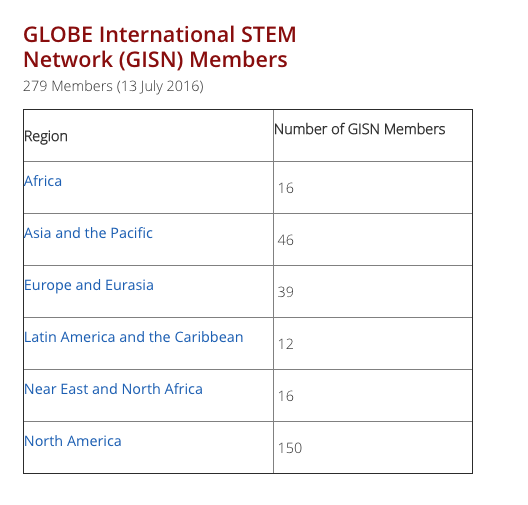 GLOBE International STEM
Network (GISN) Members
279 Members (13 July 2016)
Region Number of GISN Members
Africa 16
Asia and the Pacific 46
Europe and Eurasia 39
Latin America and the Caribbean 12
Near East and North Africa 16
North America 150